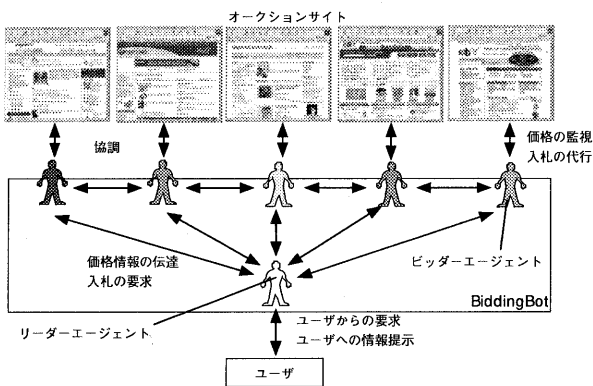 オークションサイト
協調
価格の監視
入札の代行
価格情報の伝達
入札の要求
ビッダーエージェント
BiddingBot
リーダーエージェント
ユーザからの要求
ユーザへの情報提示
ユーザ